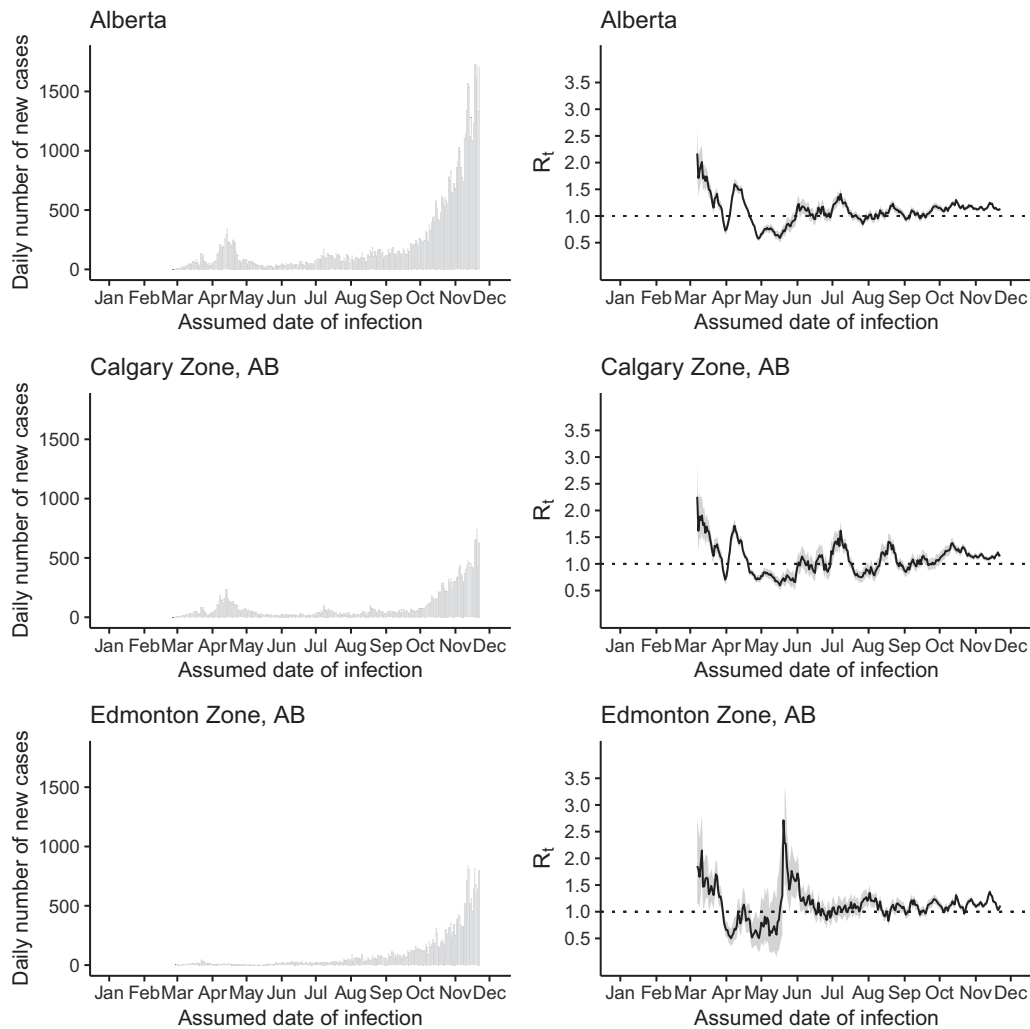 Alberta
Daily number of new cases
1500
1000
500
0
Jan Feb Mar Apr May Jun Jul Aug Sep Oct Nov Dec
Assumed date of infection
Alberta
Rt
3.5
3.0
2.5
2.0
1.5
1.0
0.5
Jan Feb Mar Apr May Jun Jul Aug Sep Oct Nov Dec
Assumed date of infection
Calgary Zone, AB
Daily number of new cases
1500
1000
500
0
Jan Feb Mar Apr May Jun Jul Aug Sep Oct Nov Dec
Assumed date of infection
Calgary Zone, AB
Rt
3.5
3.0
2.5
2.0
1.5
1.0
0.5
Jan Feb Mar Apr May Jun Jul Aug Sep Oct Nov Dec
Assumed date of infection
Edmonton Zone, AB
Daily number of new cases
1500
1000
500
0
Jan Feb Mar Apr May Jun Jul Aug Sep Oct Nov Dec
Assumed date of infection
Edmonton Zone, AB
Rt
3.5
3.0
2.5
2.0
1.5
1.0
0.5
Jan Feb Mar Apr May Jun Jul Aug Sep Oct Nov Dec
Assumed date of infection